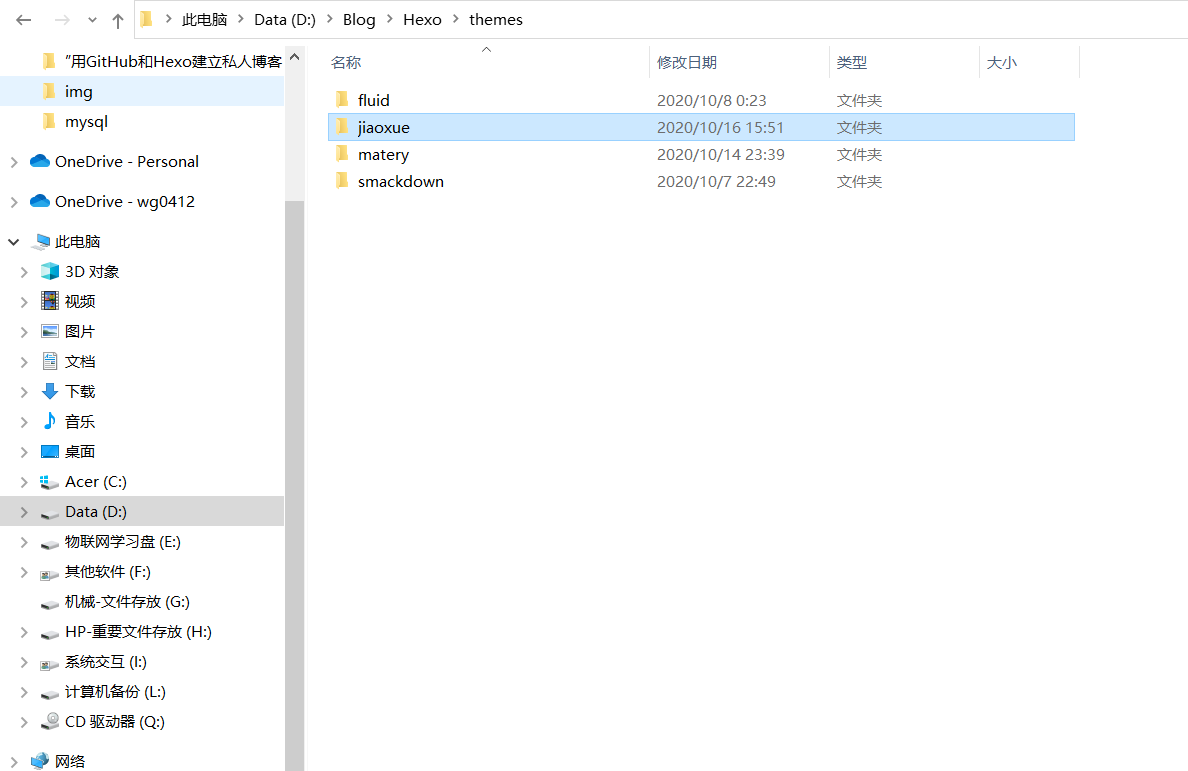 此电脑 > Data (D:) > Blog > Hexo > themes
"用GitHub和Hexo建立私人博客
img
mysql
OneDrive - Personal
OneDrive - wg0412
此电脑
3D 对象
视频
图片
文档
下载
音乐
桌面
Acer (C:)
Data (D:)
物联网学习盘 (E:)
其他软件 (F:)
机械-文件存放 (G:)
HP-重要文件存放 (H:)
系统交互 (I:)
计算机备份 (L:)
CD 驱动器 (Q:)
网络
名称 修改日期 类型 大小
fluid 2020/10/8 0:23 文件夹
jiaoxue 2020/10/16 15:51 文件夹
matery 2020/10/14 23:39 文件夹
smackdown 2020/10/7 22:49 文件夹